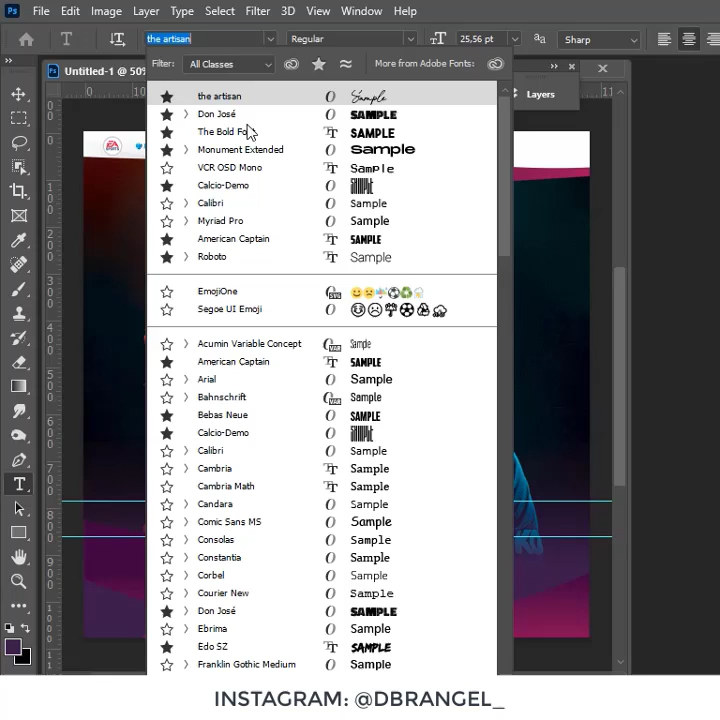 File Edit Image Layer Type Select Filter 3D View Window Help
the artisan Regular 25,56 pt Sharp
Filter: All Classes More from Adobe Fonts:
Untitled-1 @ 50% Layers
the artisan Sample
Don José SAMPLE
The Bold Fo SAMPLE
Monument Extended Sample
VCR OSD Mono Sample
Calcio-Demo
Calibri Sample
Myriad Pro Sample
American Captain SAMPLE
Roboto Sample
EmojiOne
Segoe UI Emoji
Acumin Variable Concept Sample
American Captain SAMPLE
Arial Sample
Bahnschrift Sample
Bebas Neue SAMPLE
Calcio-Demo
Calibri Sample
Cambria Sample
Cambria Math Sample
Candara Sample
Comic Sans MS Sample
Consolas Sample
Constantia Sample
Corbel Sample
Courier New Sample
Don José SAMPLE
Ebrima Sample
Edo SZ SAMPLE
Franklin Gothic Medium Sample
INSTAGRAM: @DBRANGEL_